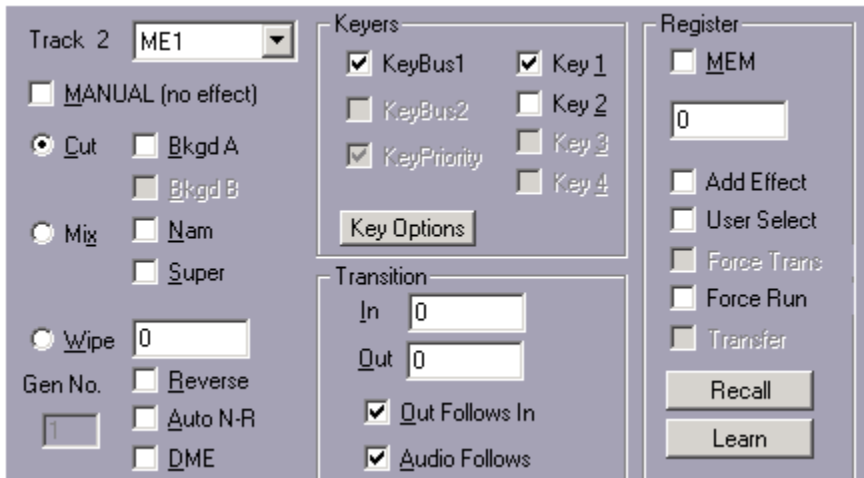 Track 2 ME1
MANUAL (no effect)
Cut Bkgd A
Bkgd B
Mix Nam
Super
Wipe 0
Gen No. Reverse
1 Auto N-R
DME
Keyers
KeyBus1 Key 1
KeyBus2 Key 2
KeyPriority Key 3
Key 4
Key Options
Transition
In 0
Out 0
Out Follows In
Audio Follows
Register
MEM
0
Add Effect
User Select
Force Trans
Force Run
Transfer
Recall
Learn